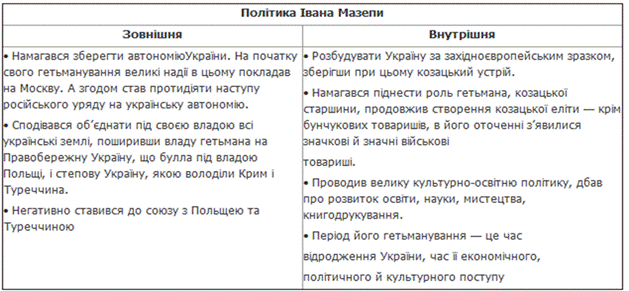 Політика Івана Мазепи
Зовнішня
• Намагався зберегти автономіюУкраїни. На початку
свого гетьманування великі надії в цьому покладав
на Москву. А згодом став протидіяти наступу
російського уряду на українську автономію.
• Сподівався об’єднати під своєю владою всі
українські землі, поширивши владу гетьмана на
Правобережну Україну, що булла під владою
Польщі, і степову Україну, якою володіли Крим і
Туреччина.
• Негативно ставився до союзу з Польщею та
Туреччиною
Внутрішня
• Розбудувати Україну за західноєвропейським зразком,
зберігши при цьому козацький устрій.
• Намагався піднести роль гетьмана, козацької
старшини, продовжив створення козацької еліти — крім
бунчукових товаришів, в його оточенні з’явилися
значкові й значні військові
товариші.
• Проводив велику культурно-освітню політику, дбав
про розвиток освіти, науки, мистецтва,
книгодрукування.
• Період його гетьманування — це час
відродження України, час її економічного,
політичного й культурного поступу